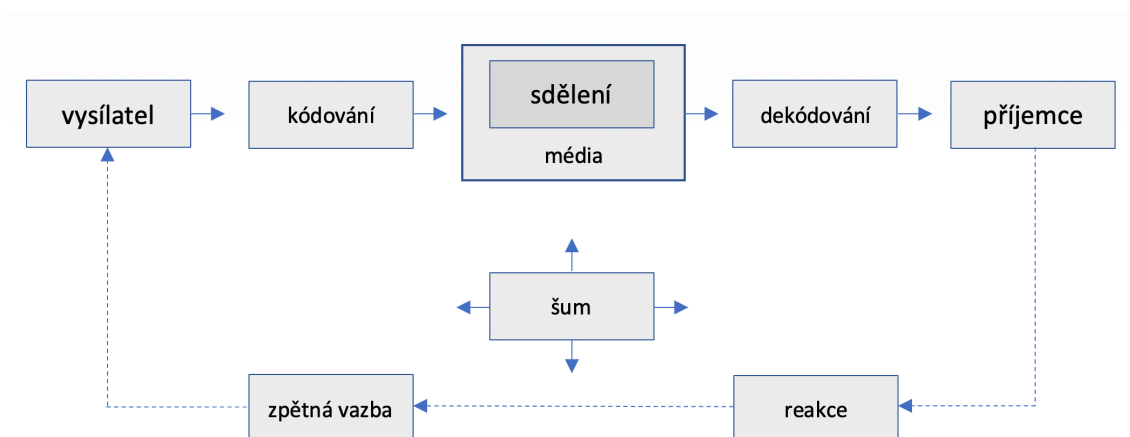 vysílatel
kódování
sdělení
média
dekódování
příjemce
šum
zpětná vazba
reakce